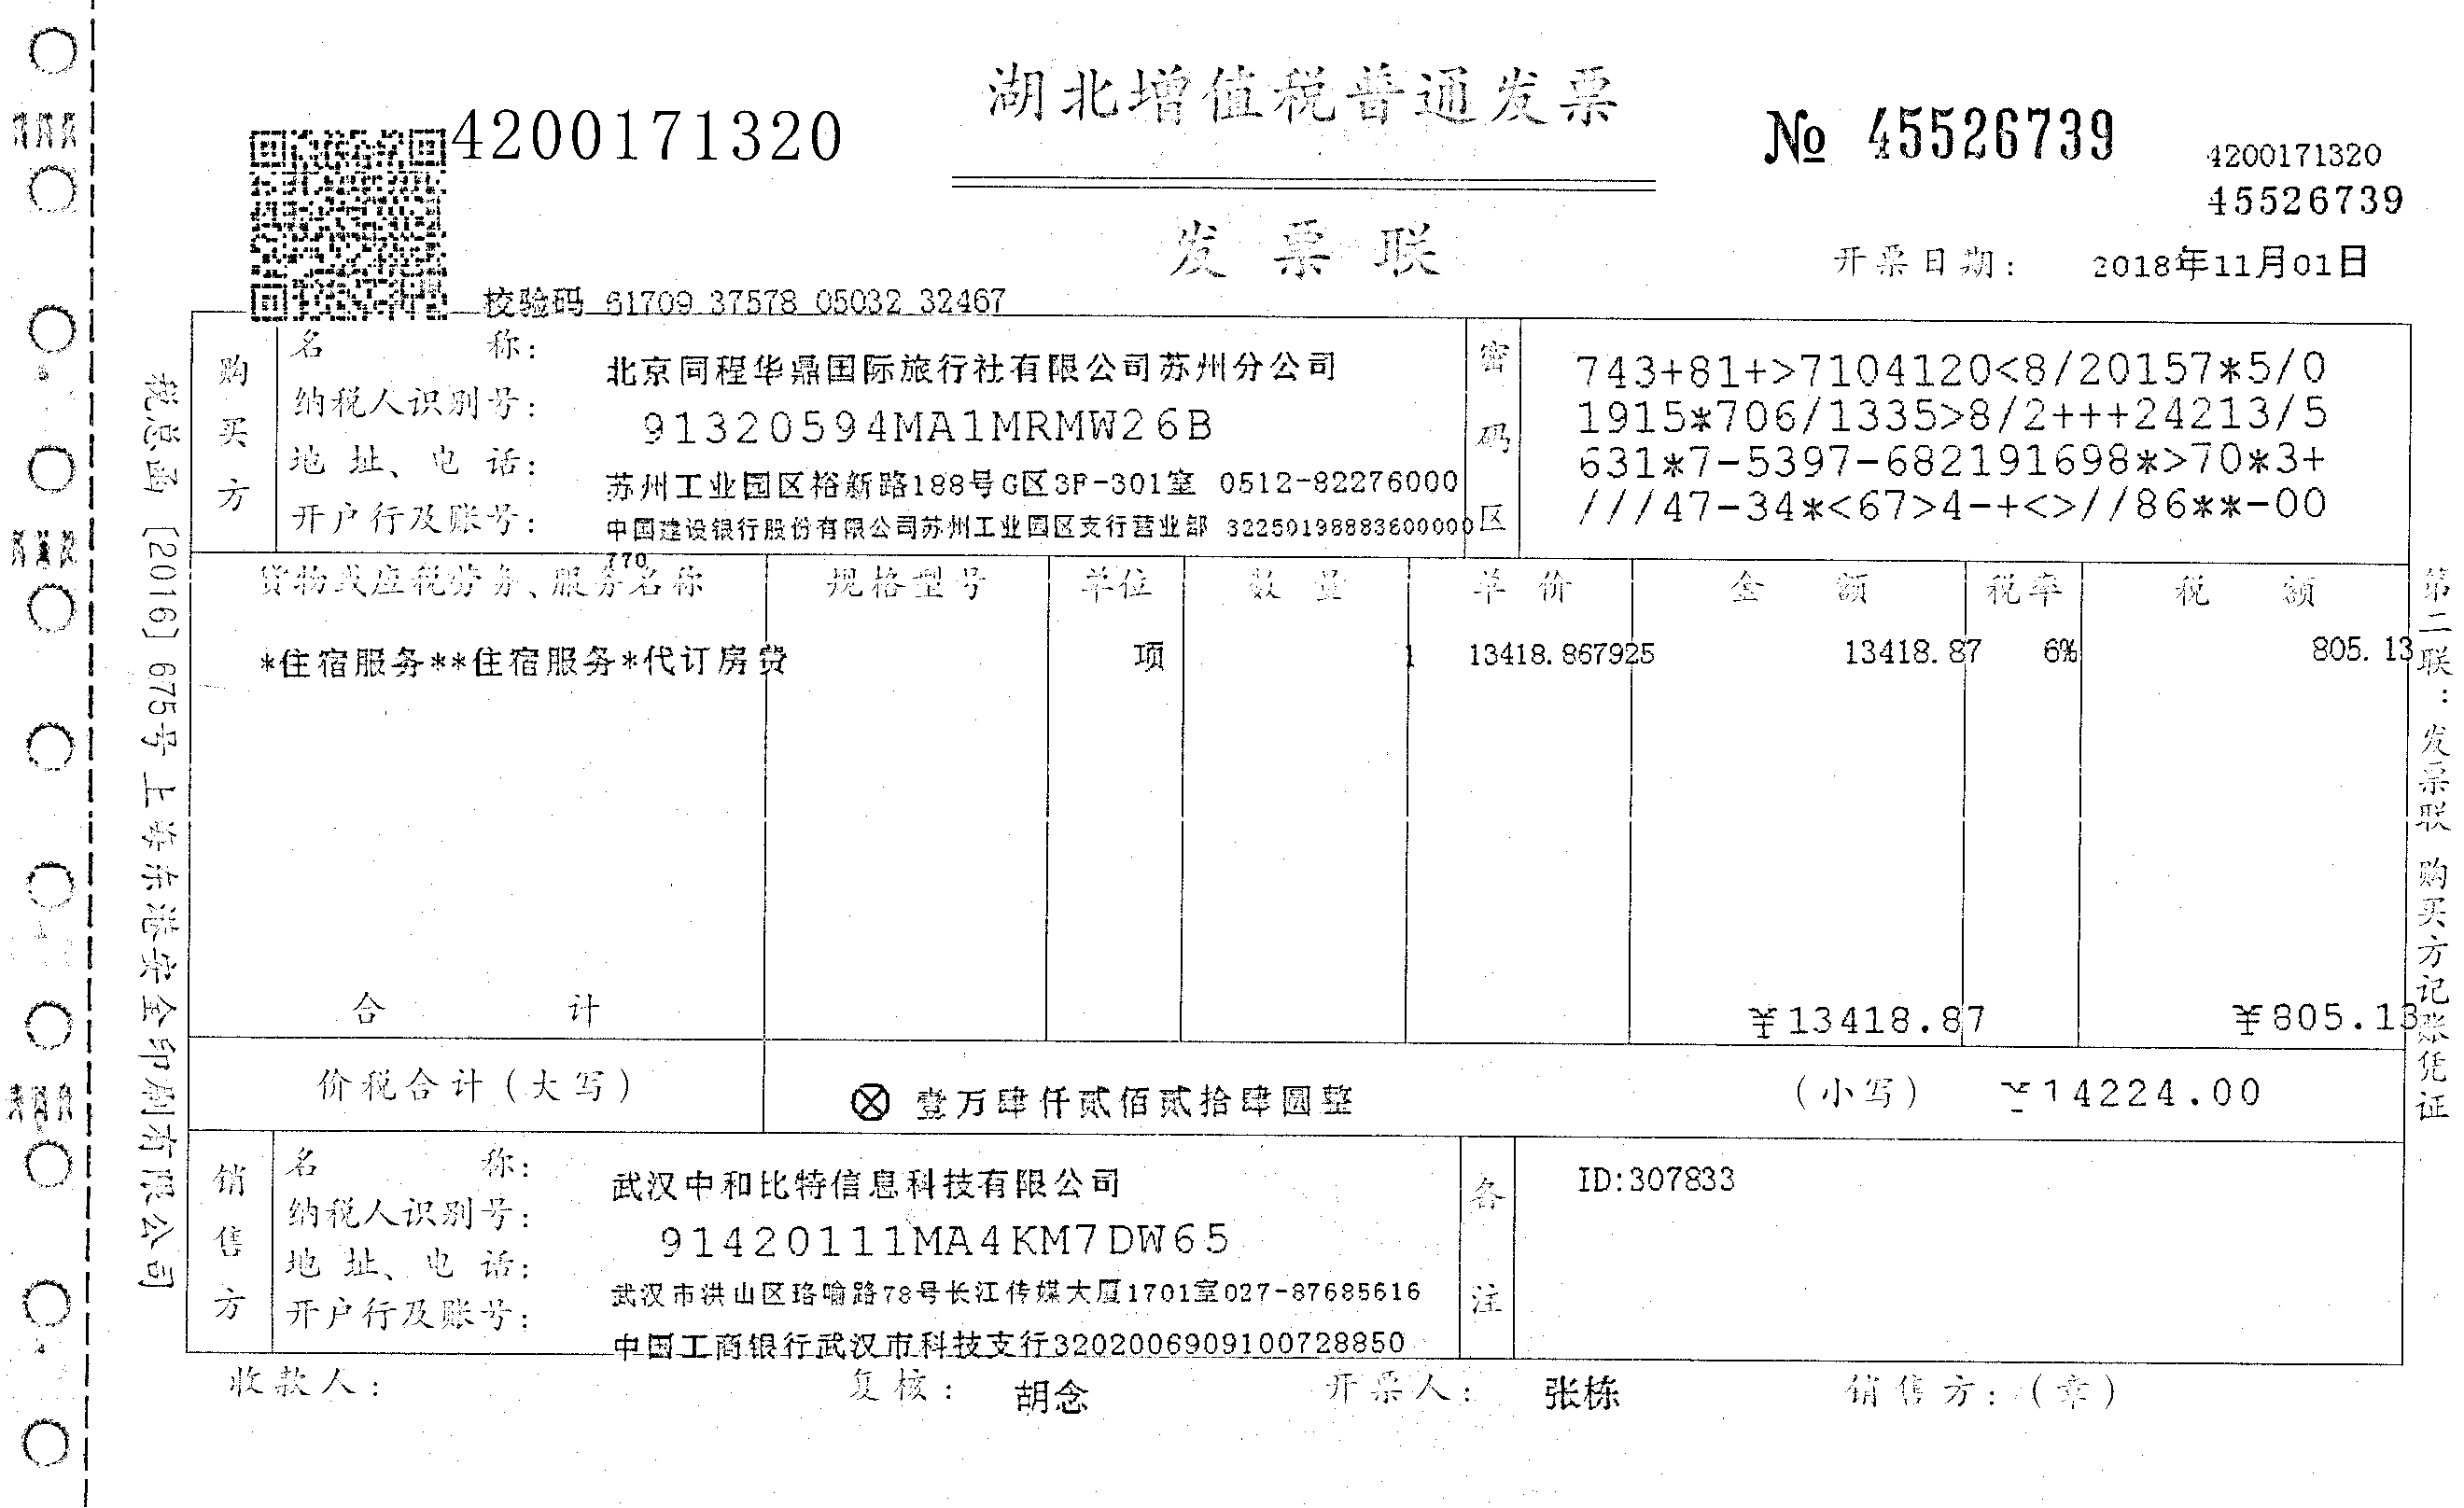 湖北增值税普通发票
4200171320
№ 45526739
4200171320
45526739
发票联
开票日期: 2018年11月01日
校验码 61709 37578 05032 32467
购买方
名称: 北京同程华鼎国际旅行社有限公司苏州分公司
纳税人识别号: 91320594MA1MRMW26B
地址、电话: 苏州工业园区裕新路188号G区3F-301室 0512-82276000
开户行及账号: 中国建设银行股份有限公司苏州工业园区支行营业部 32250198883600000
770
密码区
743+81+>7104120<8/20157*5/0
1915*706/1335>8/2+++24213/5
631*7-5397-682191698*>70*3+
///47-34*<67>4-+<>//86**-00
货物或应税劳务、服务名称 规格型号 单位 数量 单价 金额 税率 税额
*住宿服务**住宿服务*代订房费 项 1 13418.867925 13418.87 6% 805.13
合计 ¥13418.87 ¥805.13
价税合计(大写) ⊗ 壹万肆仟贰佰贰拾肆圆整 (小写) ¥14224.00
销售方
名称: 武汉中和比特信息科技有限公司
纳税人识别号: 91420111MA4KM7DW65
地址、电话: 武汉市洪山区珞喻路78号长江传媒大厦1701室027-87685616
开户行及账号: 中国工商银行武汉市科技支行3202006909100728850
备注
ID:307833
收款人: 复核: 胡念 开票人: 张栋 销售方:(章)
税总函[2016]675号上海东港安全印刷有限公司
第二联:发票联 购买方记账凭证